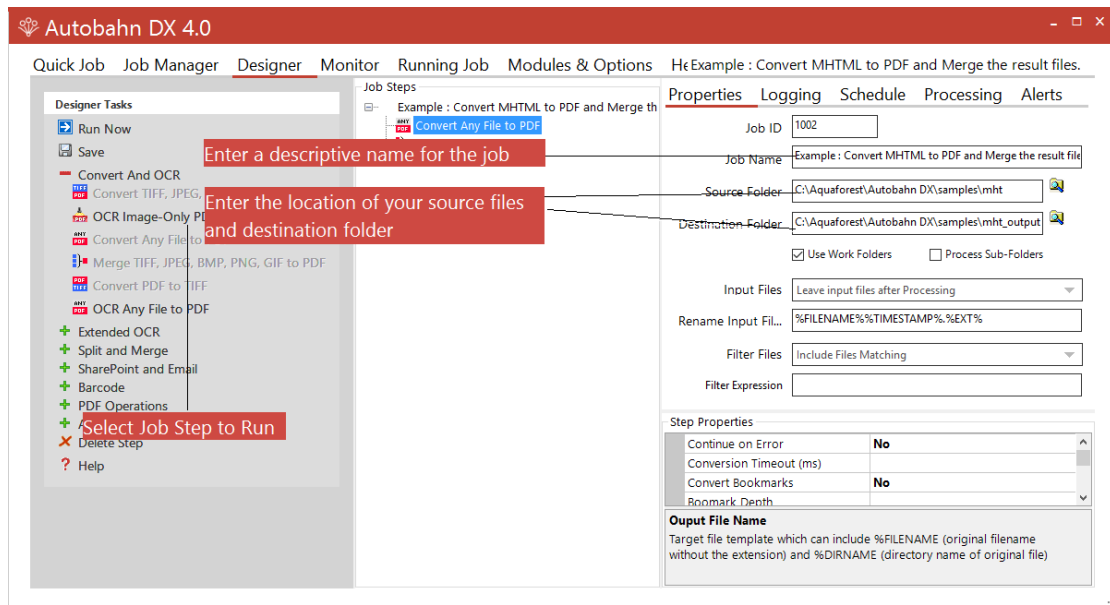 Autobahn DX 4.0
Quick Job Job Manager Designer Monitor Running Job Modules & Options He Example : Convert MHTML to PDF and Merge the result files.
Designer Tasks
Run Now
Save
Convert And OCR
Convert TIFF, JPEG,
OCR Image-Only PD
Convert Any File to
Merge TIFF, JPEG, BMP, PNG, GIF to PDF
Convert PDF to TIFF
OCR Any File to PDF
Extended OCR
Split and Merge
SharePoint and Email
Barcode
PDF Operations
A
Delete Step
Help
Select Job Step to Run
Job Steps
Example : Convert MHTML to PDF and Merge th
Convert Any File to PDF
Enter a descriptive name for the job
Enter the location of your source files
and destination folder
Properties Logging Schedule Processing Alerts
Job ID 1002
Job Name Example : Convert MHTML to PDF and Merge the result file
Source Folder C:\Aquaforest\Autobahn DX\samples\mht
Destination Folder C:\Aquaforest\Autobahn DX\samples\mht_output
Use Work Folders Process Sub-Folders
Input Files Leave input files after Processing
Rename Input Fil... %FILENAME%%TIMESTAMP%.%EXT%
Filter Files Include Files Matching
Filter Expression
Step Properties
Continue on Error No
Conversion Timeout (ms)
Convert Bookmarks No
Boomark Depth
Ouput File Name
Target file template which can include %FILENAME (original filename
without the extension) and %DIRNAME (directory name of original file)